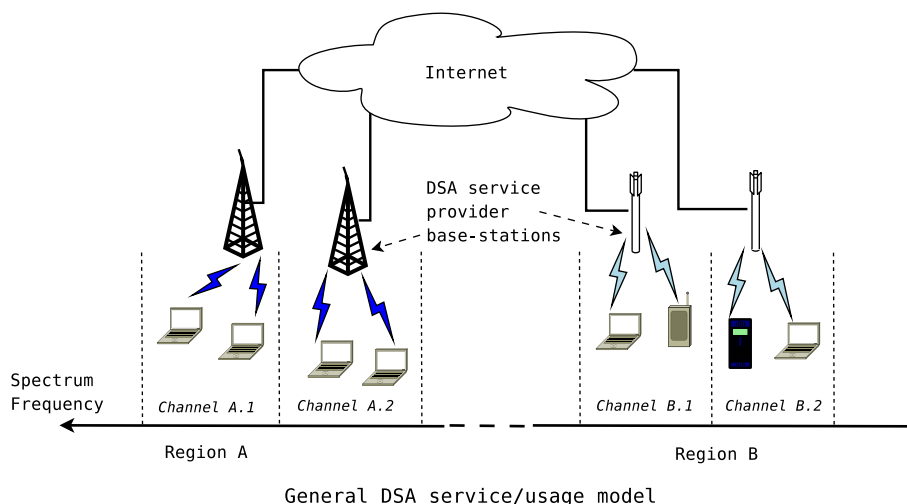 Internet
DSA service
provider
base-stations
Spectrum
Frequency
Channel A.1
Channel A.2
Channel B.1
Channel B.2
Region A
Region B
General DSA service/usage model